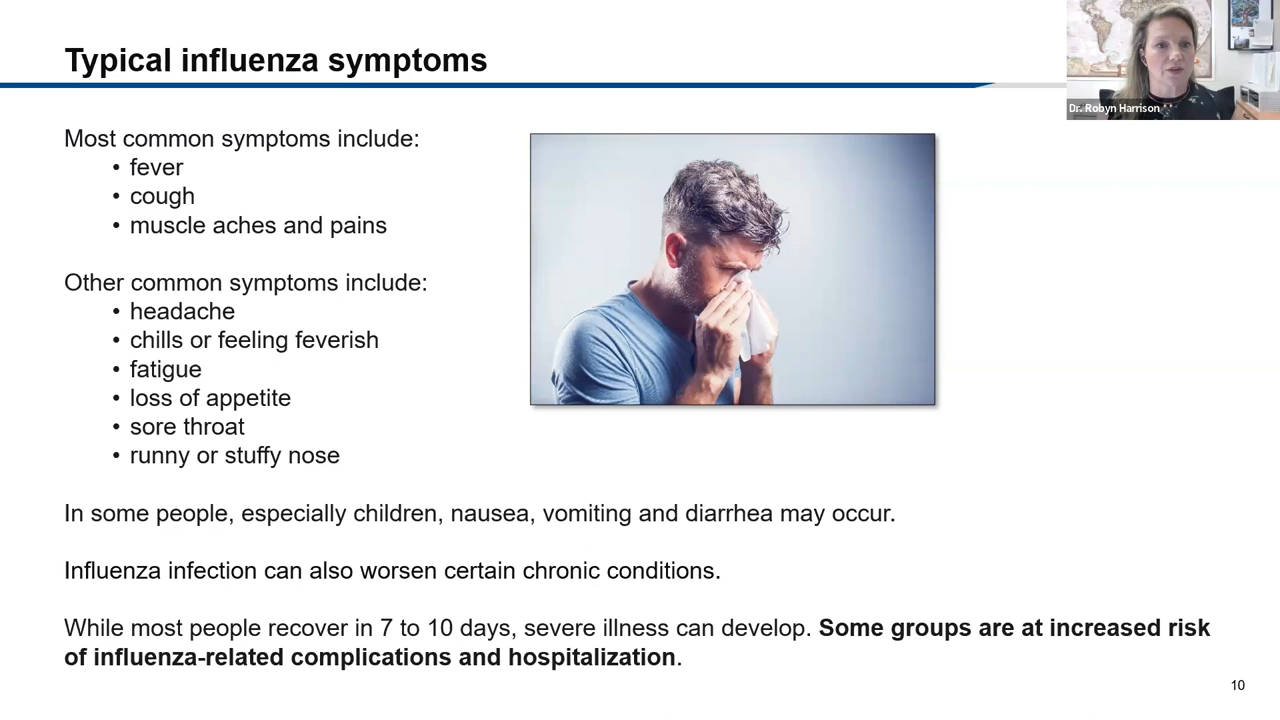 Typical influenza symptoms
Dr. Robyn Harrison
Most common symptoms include:
• fever
• cough
• muscle aches and pains
Other common symptoms include:
• headache
• chills or feeling feverish
• fatigue
• loss of appetite
• sore throat
• runny or stuffy nose
In some people, especially children, nausea, vomiting and diarrhea may occur.
Influenza infection can also worsen certain chronic conditions.
While most people recover in 7 to 10 days, severe illness can develop. Some groups are at increased risk
of influenza-related complications and hospitalization.
10